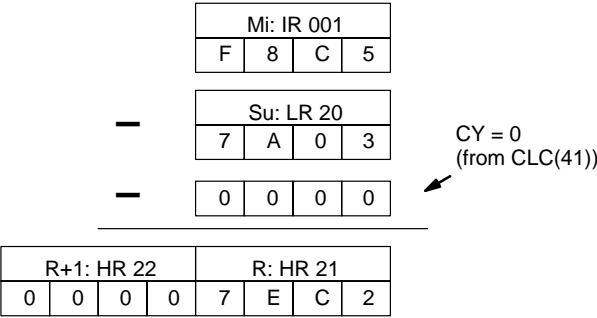 Mi: IR 001
F 8 C 5
– Su: LR 20
7 A 0 3
CY = 0
(from CLC(41))
– 0 0 0 0
R+1: HR 22 R: HR 21
0 0 0 0 7 E C 2